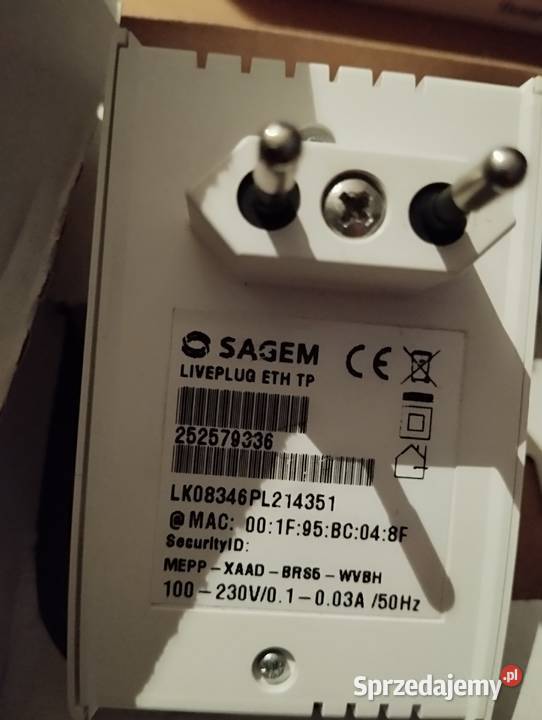 SAGEM
LIVEPLUG ETH TP
CE
252579336
LK08346PL214351
@MAC: 00:1F:95:BC:04:8F
SecurityID:
MEPP-XAAD-BRS6-WVBH
100-230V/0.1-0.03A /50Hz
Sprzedajemy.pl